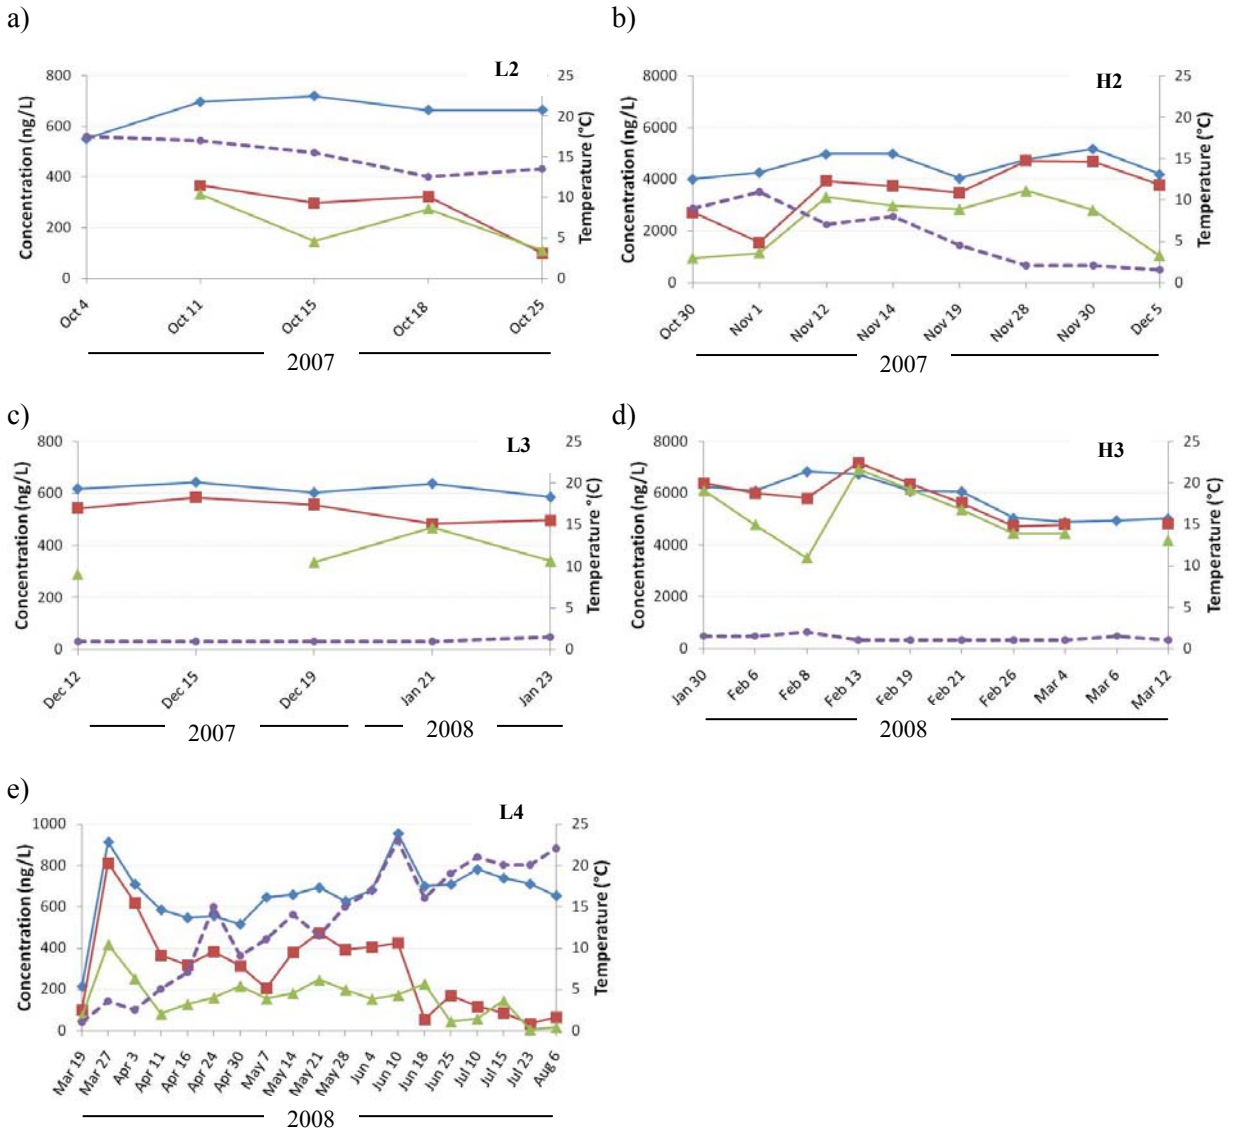 a)
L2
Concentration (ng/L)
800
600
400
200
0
25
20
15
10
5
0
Temperature (°C)
Oct 4
Oct 11
Oct 15
Oct 18
Oct 25
2007
b)
H2
Concentration (ng/L)
8000
6000
4000
2000
0
25
20
15
10
5
0
Temperature (°C)
Oct 30
Nov 1
Nov 12
Nov 14
Nov 19
Nov 28
Nov 30
Dec 5
2007
c)
L3
Concentration (ng/L)
800
600
400
200
0
25
20
15
10
5
0
Temperature °(C)
Dec 12
Dec 15
Dec 19
Jan 21
Jan 23
2007
2008
d)
H3
Concentration (ng/L)
8000
6000
4000
2000
0
25
20
15
10
5
0
Temperature (°C)
Jan 30
Feb 6
Feb 8
Feb 13
Feb 19
Feb 21
Feb 26
Mar 4
Mar 6
Mar 12
2008
e)
L4
Concentration (ng/L)
1000
800
600
400
200
0
25
20
15
10
5
0
Temperature (°C)
Mar 19
Mar 27
Apr 3
Apr 11
Apr 16
Apr 24
Apr 30
May 7
May 14
May 21
May 28
Jun 4
Jun 10
Jun 18
Jun 25
Jul 10
Jul 15
Jul 23
Aug 6
2008